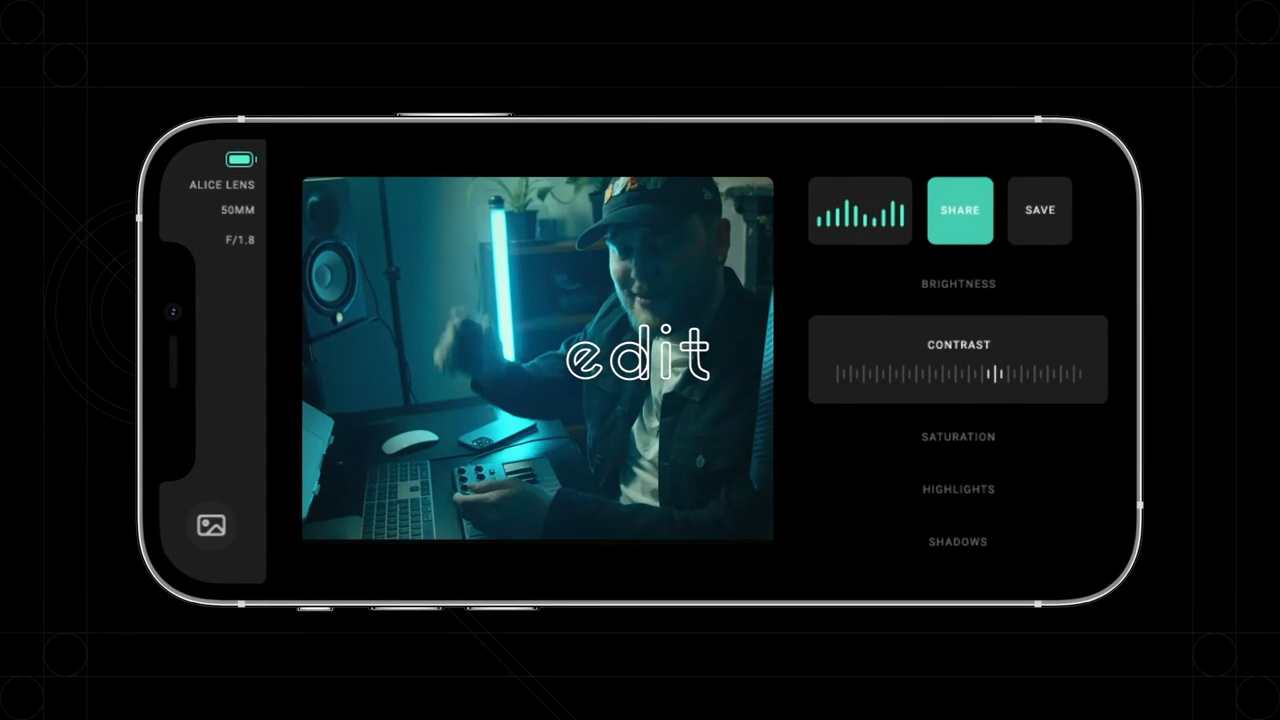 ALICE LENS
50MM
F/1.8
edit
SHARE
SAVE
BRIGHTNESS
CONTRAST
SATURATION
HIGHLIGHTS
SHADOWS